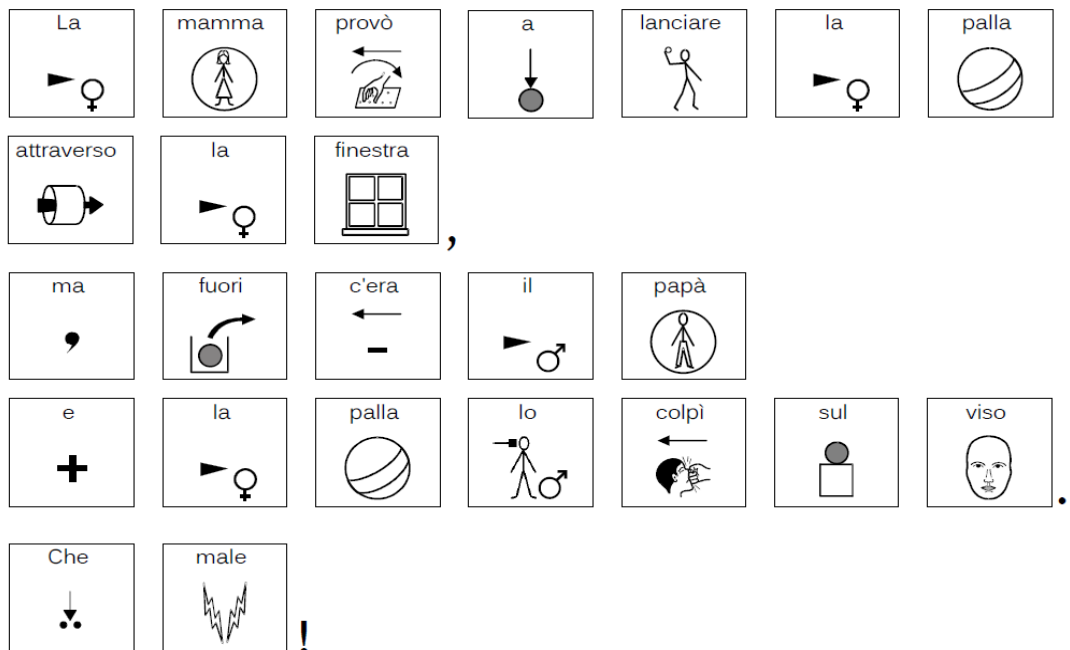 La mamma provò a lanciare la palla
attraverso la finestra ,
ma fuori c'era il papà
e la palla lo colpì sul viso .
Che male !